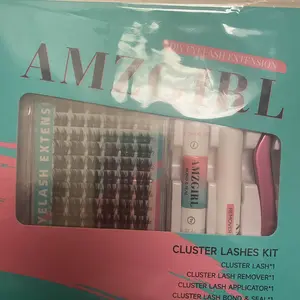 DIY EYELASH EXTENSION
AMZGIRL
YELASH EXTENS
AMZGIRL
CLUSTER LASHES KIT
CLUSTER LASH*1
CLUSTER LASH REMOVER*1
CLUSTER LASH APPLICATOR*1
CLUSTER LASH BOND & SEAL*1